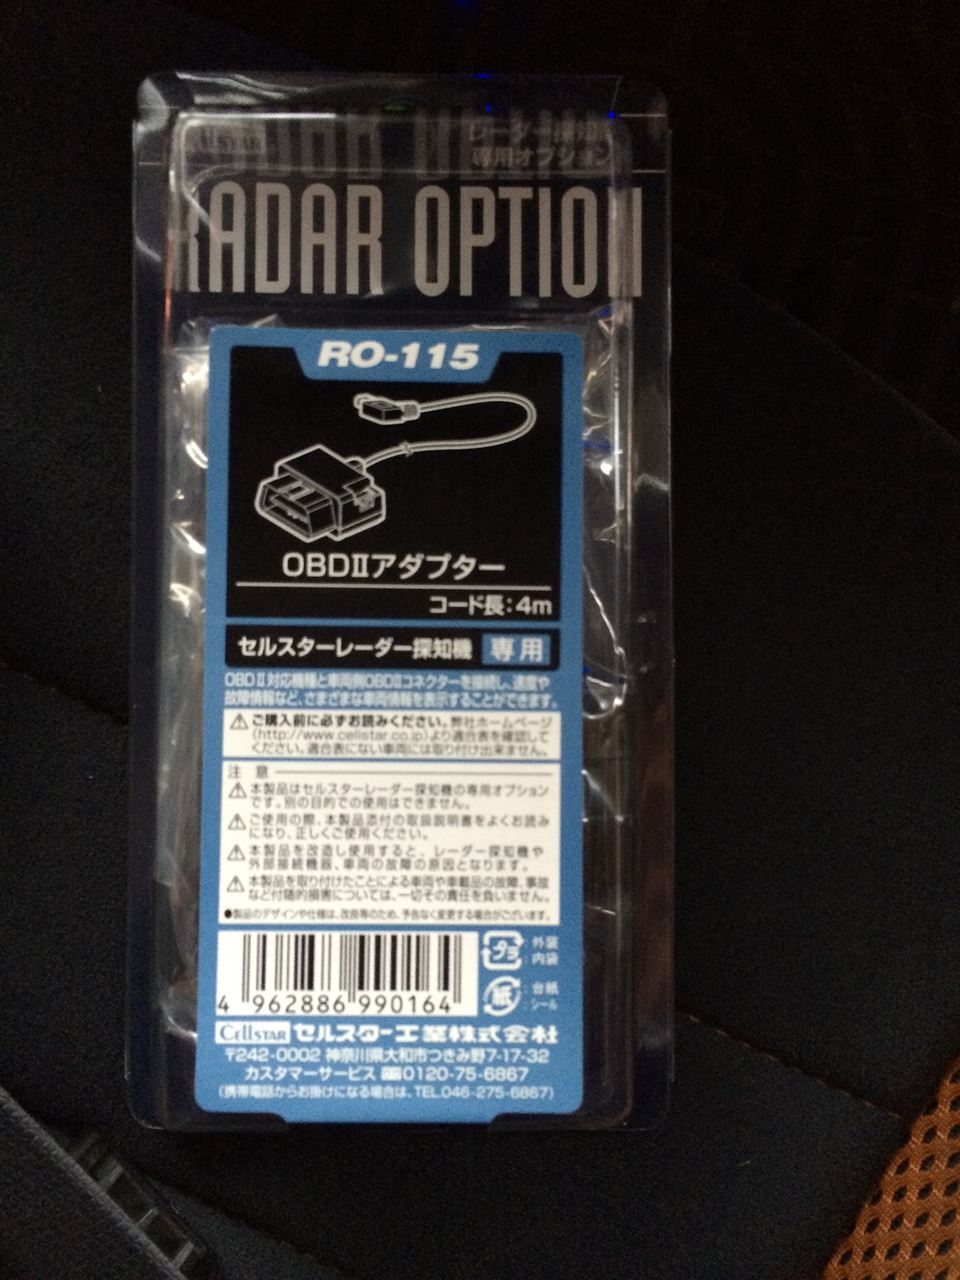 CELLSTAR
レーダー探知機
専用オプション
RADAR OPTION
RO-115
OBDⅡアダプター
コード長:4m
セルスターレーダー探知機 専用
OBDⅡ対応機種と車両側OBDⅡコネクターを接続し、速度や
故障情報など、さまざまな車両情報を表示することができます。
⚠ご購入前に必ずお読みください。弊社ホームページ
(http://www.cellstar.co.jp)より適合表を確認して
ください。適合表にない車両には取り付け出来ません。
注 意
⚠本製品はセルスターレーダー探知機の専用オプション
です。別の目的での使用はできません。
⚠ご使用の際、本製品添付の取扱説明書をよくお読み
になり、正しくご使用ください。
⚠本製品を改造し使用すると、レーダー探知機や
外部接続機器、車両の故障の原因となります。
⚠本製品を取り付けたことによる車両や車載品の故障、事故
など付随的損害については、一切その責任を負いません。
●製品のデザインや仕様は、改良等のため、予告なく変更する場合がございます。
4 962886 990164
プラ : 外装 内袋
紙 : 台紙 シール
CELLSTAR セルスター工業株式会社
〒242-0002 神奈川県大和市つきみ野7-17-32
カスタマーサービス 0120-75-6867
(携帯電話からお掛けになる場合は、TEL.046-275-6867)